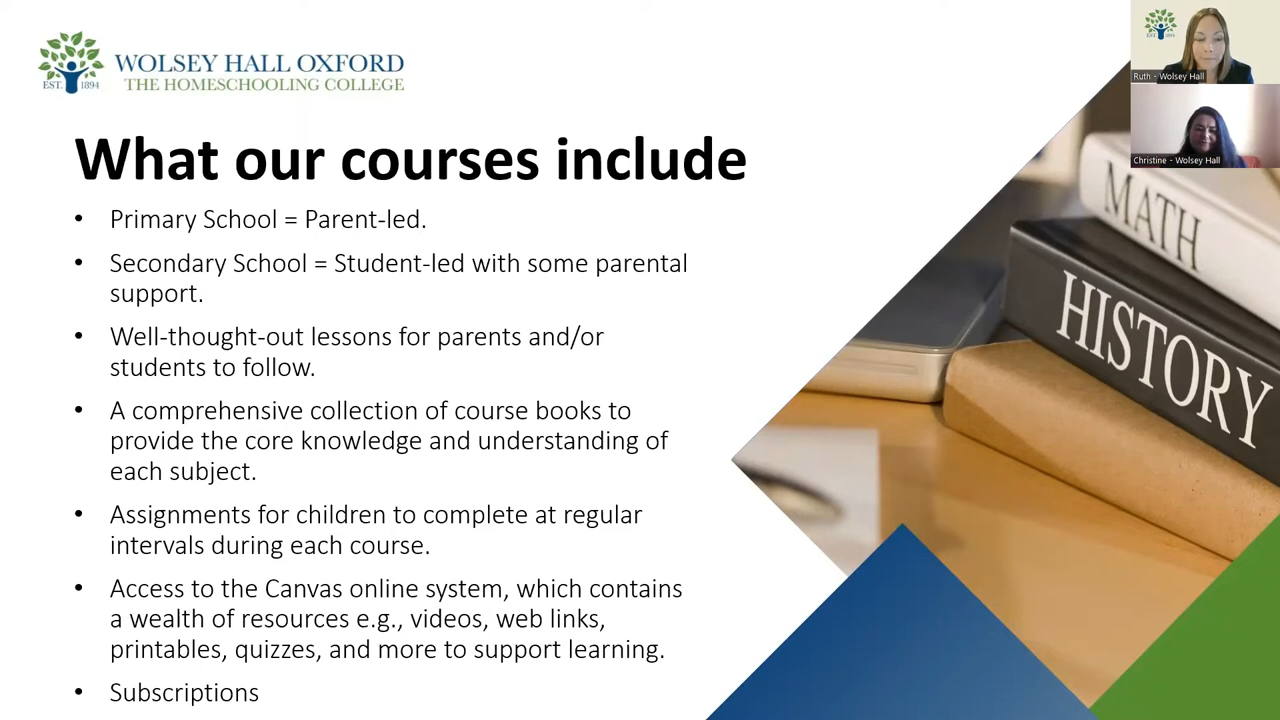 WOLSEY HALL OXFORD
EST. 1894
THE HOMESCHOOLING COLLEGE
What our courses include
• Primary School = Parent-led.
• Secondary School = Student-led with some parental
support.
• Well-thought-out lessons for parents and/or
students to follow.
• A comprehensive collection of course books to
provide the core knowledge and understanding of
each subject.
• Assignments for children to complete at regular
intervals during each course.
• Access to the Canvas online system, which contains
a wealth of resources e.g., videos, web links,
printables, quizzes, and more to support learning.
• Subscriptions
EST. 1894
Ruth - Wolsey Hall
Christine - Wolsey Hall
MATH
HISTORY